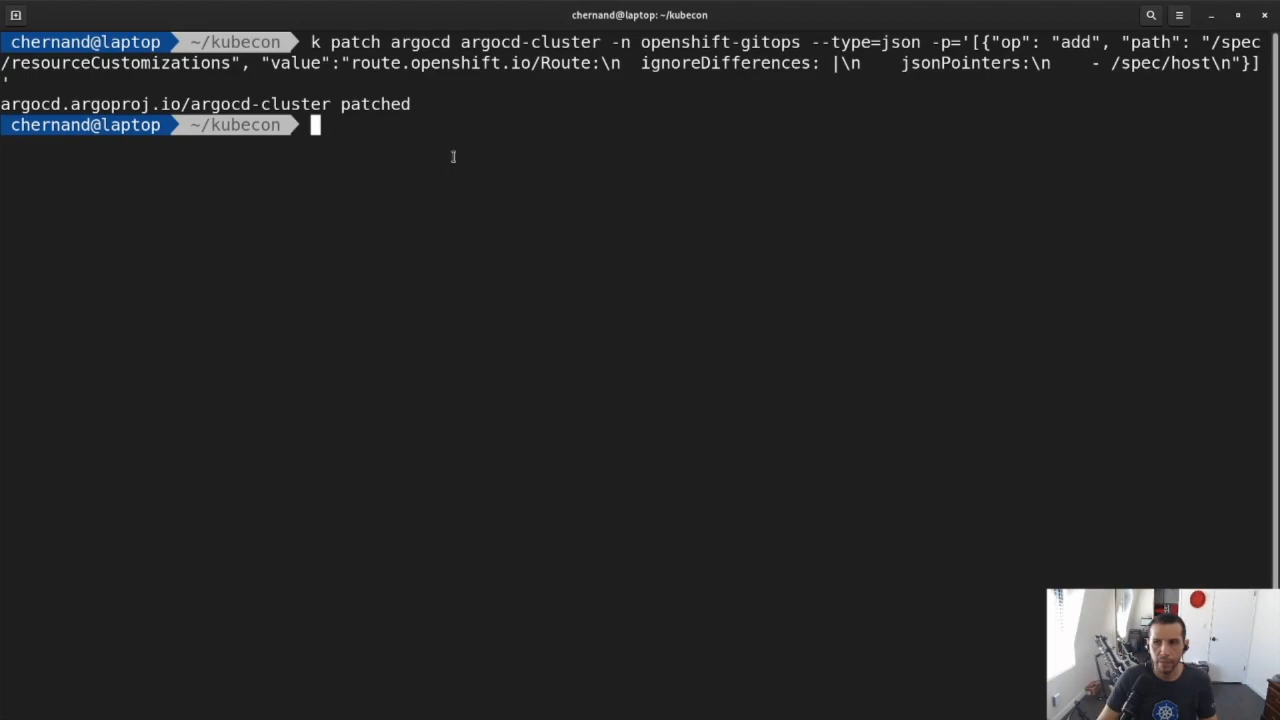 chernand@laptop: ~/kubecon
chernand@laptop ~/kubecon k patch argocd argocd-cluster -n openshift-gitops --type=json -p='[{"op": "add", "path": "/spec
/resourceCustomizations", "value":"route.openshift.io/Route:\n  ignoreDifferences: |\n    jsonPointers:\n    - /spec/host\n"}]
'
argocd.argoproj.io/argocd-cluster patched
chernand@laptop ~/kubecon